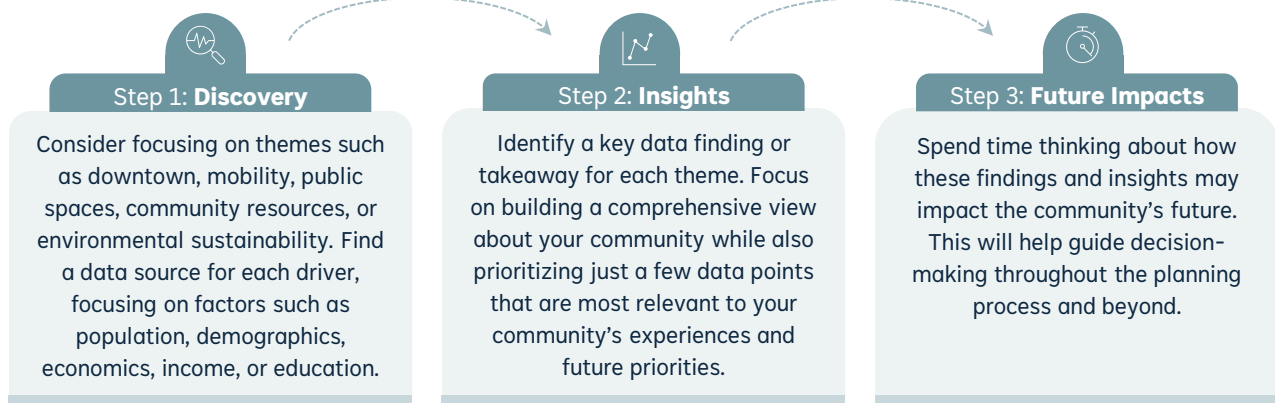 Step 1: Discovery
Consider focusing on themes such
as downtown, mobility, public
spaces, community resources, or
environmental sustainability. Find
a data source for each driver,
focusing on factors such as
population, demographics,
economics, income, or education.
Step 2: Insights
Identify a key data finding or
takeaway for each theme. Focus
on building a comprehensive view
about your community while also
prioritizing just a few data points
that are most relevant to your
community's experiences and
future priorities.
Step 3: Future Impacts
Spend time thinking about how
these findings and insights may
impact the community's future.
This will help guide decision-
making throughout the planning
process and beyond.